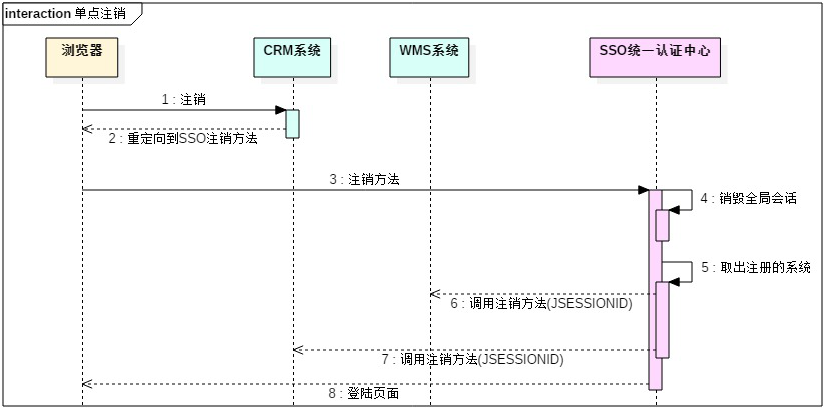 interaction 单点注销
浏览器
CRM系统
WMS系统
SSO统一认证中心
1 : 注销
2 : 重定向到SSO注销方法
3 : 注销方法
4 : 销毁全局会话
5 : 取出注册的系统
6 : 调用注销方法(JSESSIONID)
7 : 调用注销方法(JSESSIONID)
8 : 登陆页面